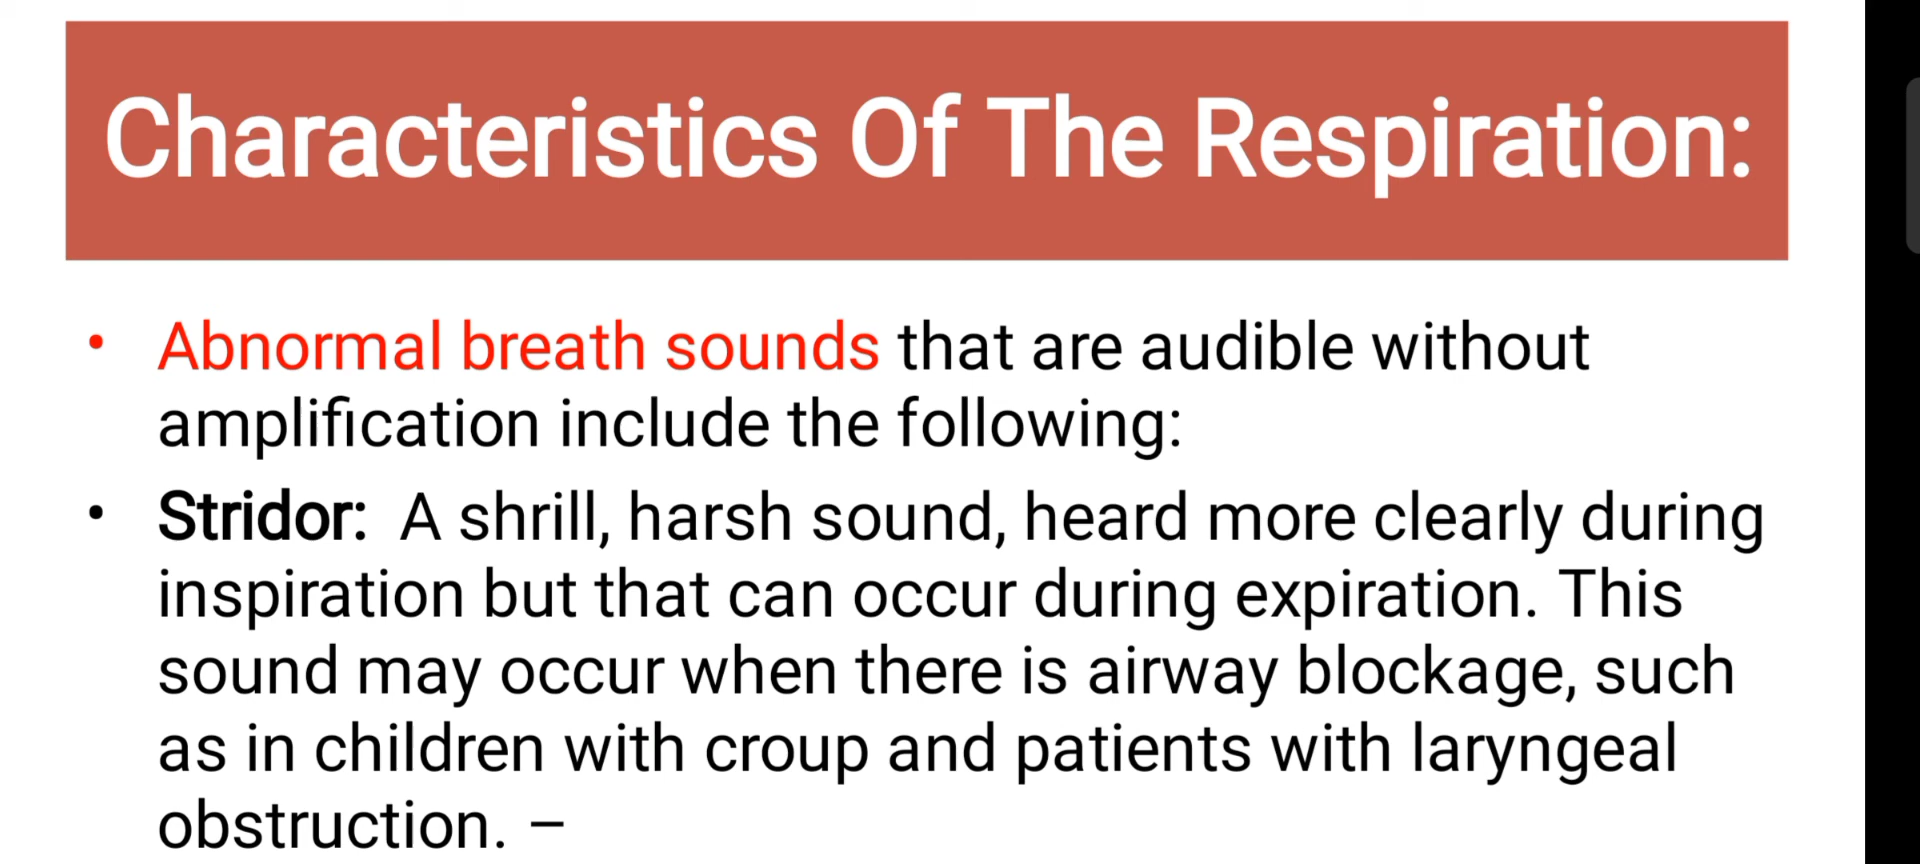 Characteristics Of The Respiration:
• Abnormal breath sounds that are audible without
amplification include the following:
• Stridor: A shrill, harsh sound, heard more clearly during
inspiration but that can occur during expiration. This
sound may occur when there is airway blockage, such
as in children with croup and patients with laryngeal
obstruction. –